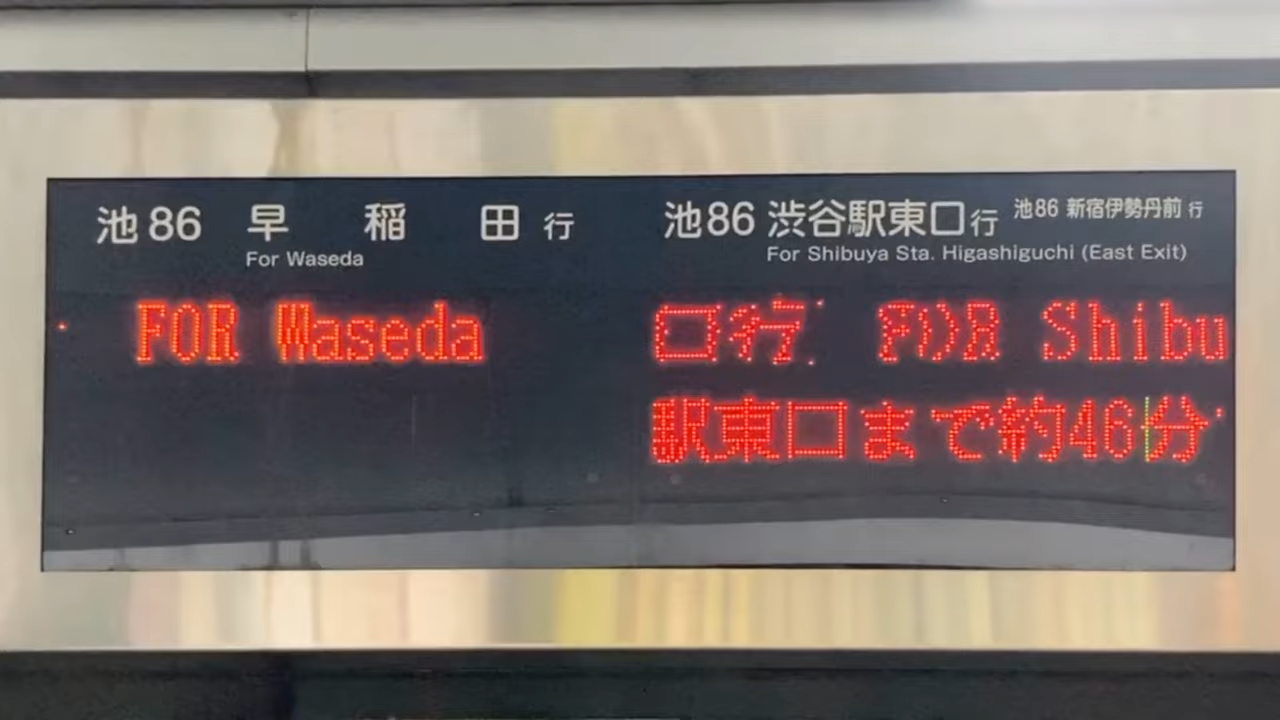 池86 早稲田行
For Waseda
FOR Waseda
池86 渋谷駅東口行 池86 新宿伊勢丹前行
For Shibuya Sta. Higashiguchi (East Exit)
口行 FOR Shibu
駅東口まで約46分